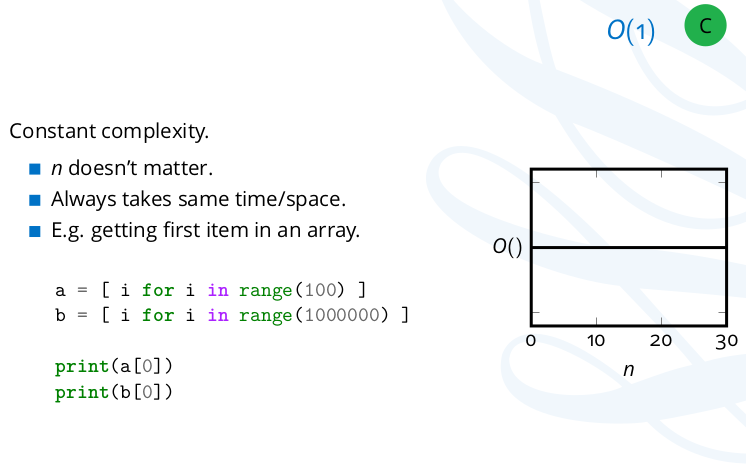 O(1)
C
Constant complexity.
n doesn't matter.
Always takes same time/space.
E.g. getting first item in an array.
a = [ i for i in range(100) ]
b = [ i for i in range(1000000) ]
print(a[0])
print(b[0])
O()
0 10 20 30
n